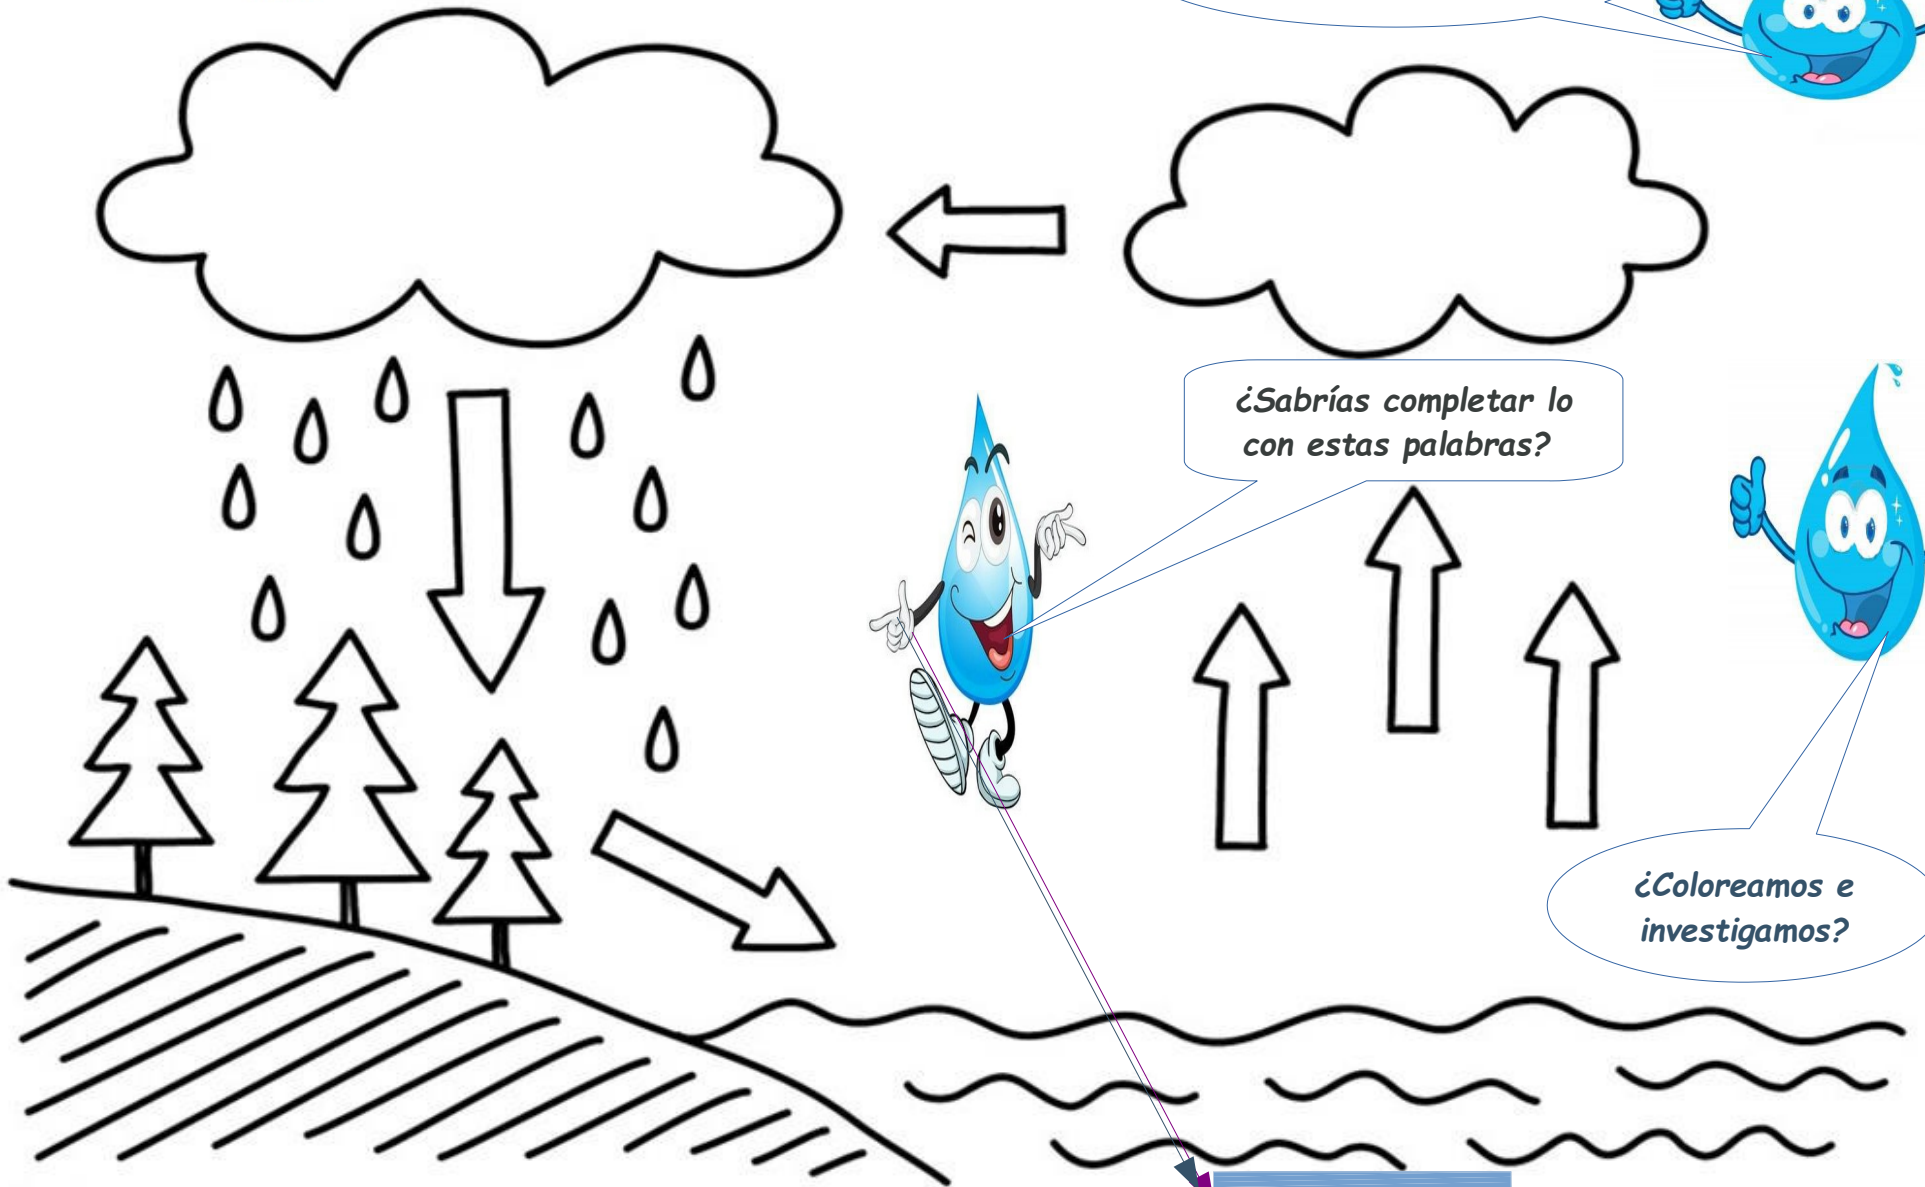 ¿Sabrías completar lo
con estas palabras?
¿Coloreamos e
investigamos?